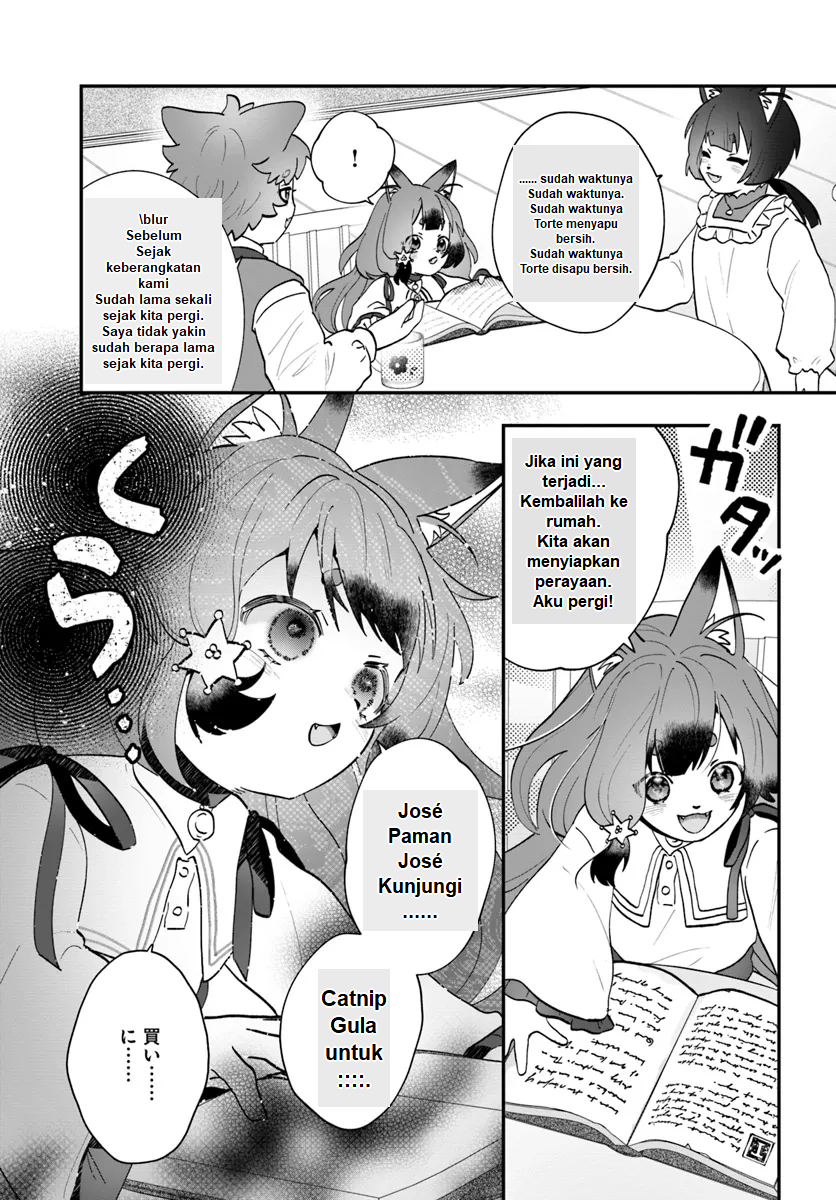 ...... sudah waktunya
Sudah waktunya.
Sudah waktunya
Torte menyapu
bersih.
Sudah waktunya
Torte disapu bersih.
!
\blur
Sebelum
Sejak
keberangkatan
kami
Sudah lama sekali
sejak kita pergi.
Saya tidak yakin
sudah berapa lama
sejak kita pergi.
ガタッ
Jika ini yang
terjadi...
Kembalilah ke
rumah.
Kita akan
menyiapkan
perayaan.
Aku pergi!
くら
José
Paman
José
Kunjungi
......
Catnip
Gula
untuk
:::::.
買い……
に……